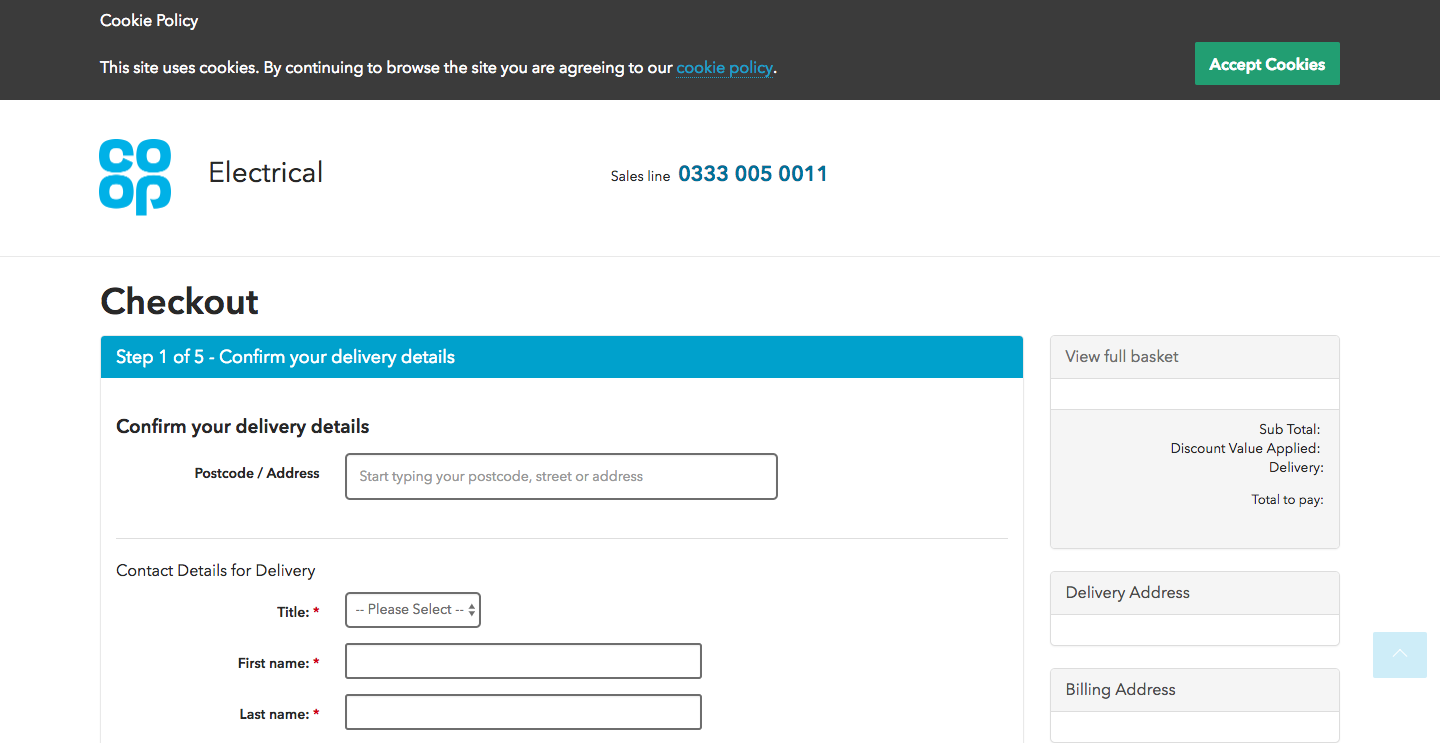 Cookie Policy
This site uses cookies. By continuing to browse the site you are agreeing to our cookie policy.
Accept Cookies
co
op
Electrical
Sales line 0333 005 0011
Checkout
Step 1 of 5 - Confirm your delivery details
Confirm your delivery details
Postcode / Address
Start typing your postcode, street or address
Contact Details for Delivery
Title: *
-- Please Select --
First name: *
Last name: *
View full basket
Sub Total:
Discount Value Applied:
Delivery:
Total to pay:
Delivery Address
Billing Address